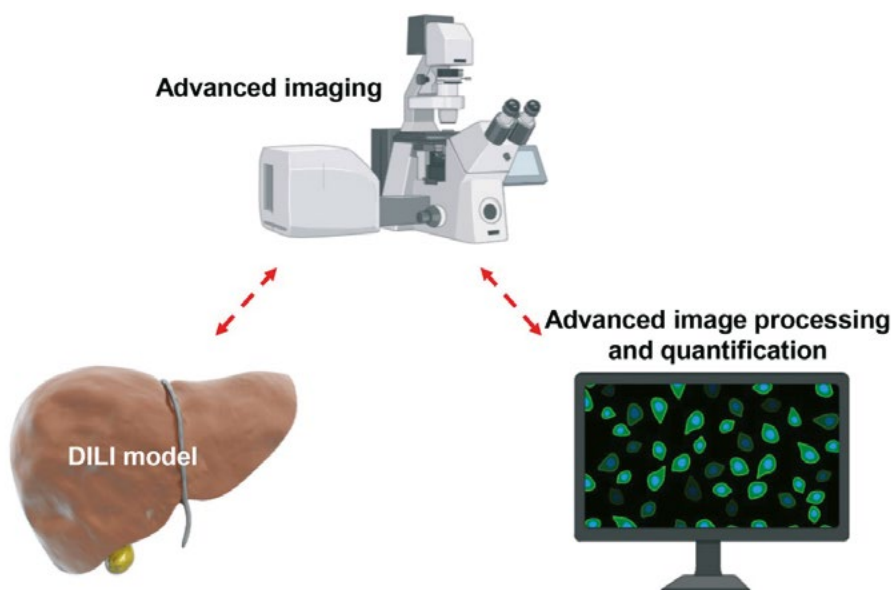 Advanced imaging
Advanced image processing
and quantification
DILI model